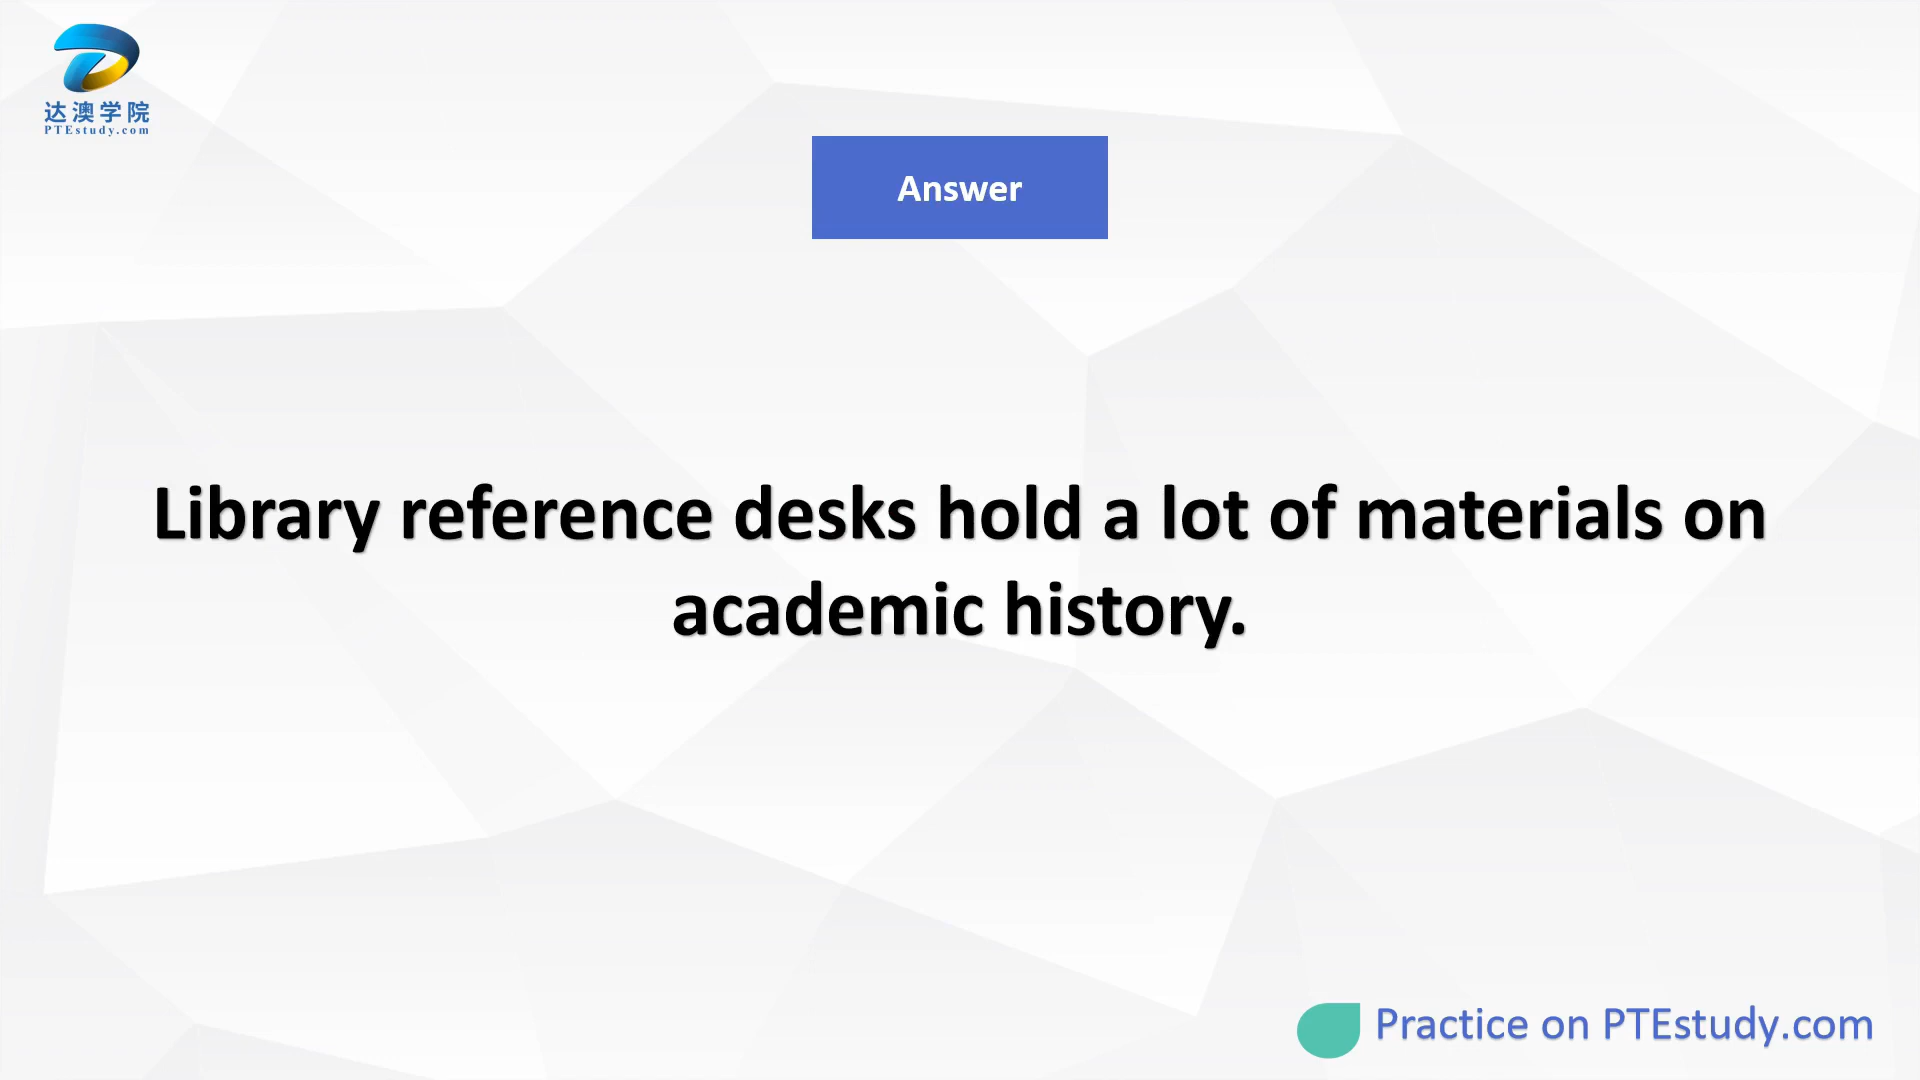 达澳学院
PTEstudy.com
Answer
Library reference desks hold a lot of materials on
academic history.
Practice on PTEstudy.com